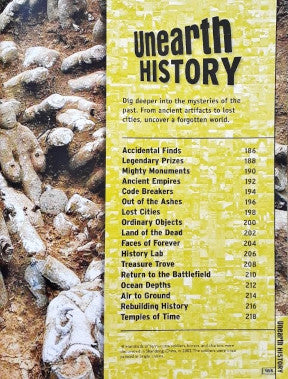 Unearth
HISTORY
Dig deeper into the mysteries of the
past. From ancient artifacts to lost
cities, uncover a forgotten world.
Accidental Finds 186
Legendary Prizes 188
Mighty Monuments 190
Ancient Empires 192
Code Breakers 194
In the Ashes 196
Lost Cities 198
Ordinary Objects 200
Land of the Dead 202
Faces of Forever 204
History Lab 206
Treasure Trove 208
Return to the Battlefield 210
Ocean Depths 212
Air to Ground 214
Rebuilding History 216
Temples of Time 218
Unearth HISTORY